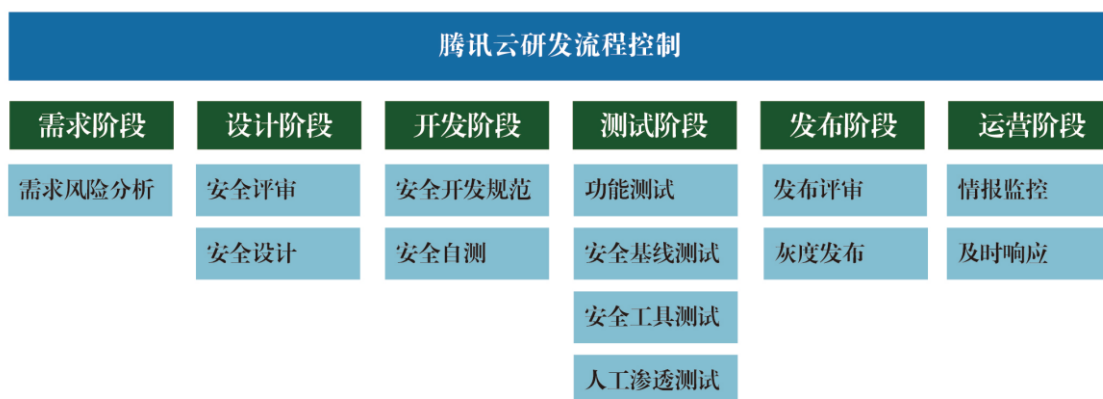 腾讯云研发流程控制
需求阶段
设计阶段
开发阶段
测试阶段
发布阶段
运营阶段
需求风险分析
安全评审
安全开发规范
功能测试
发布评审
情报监控
安全设计
安全自测
安全基线测试
灰度发布
及时响应
安全工具测试
人工渗透测试